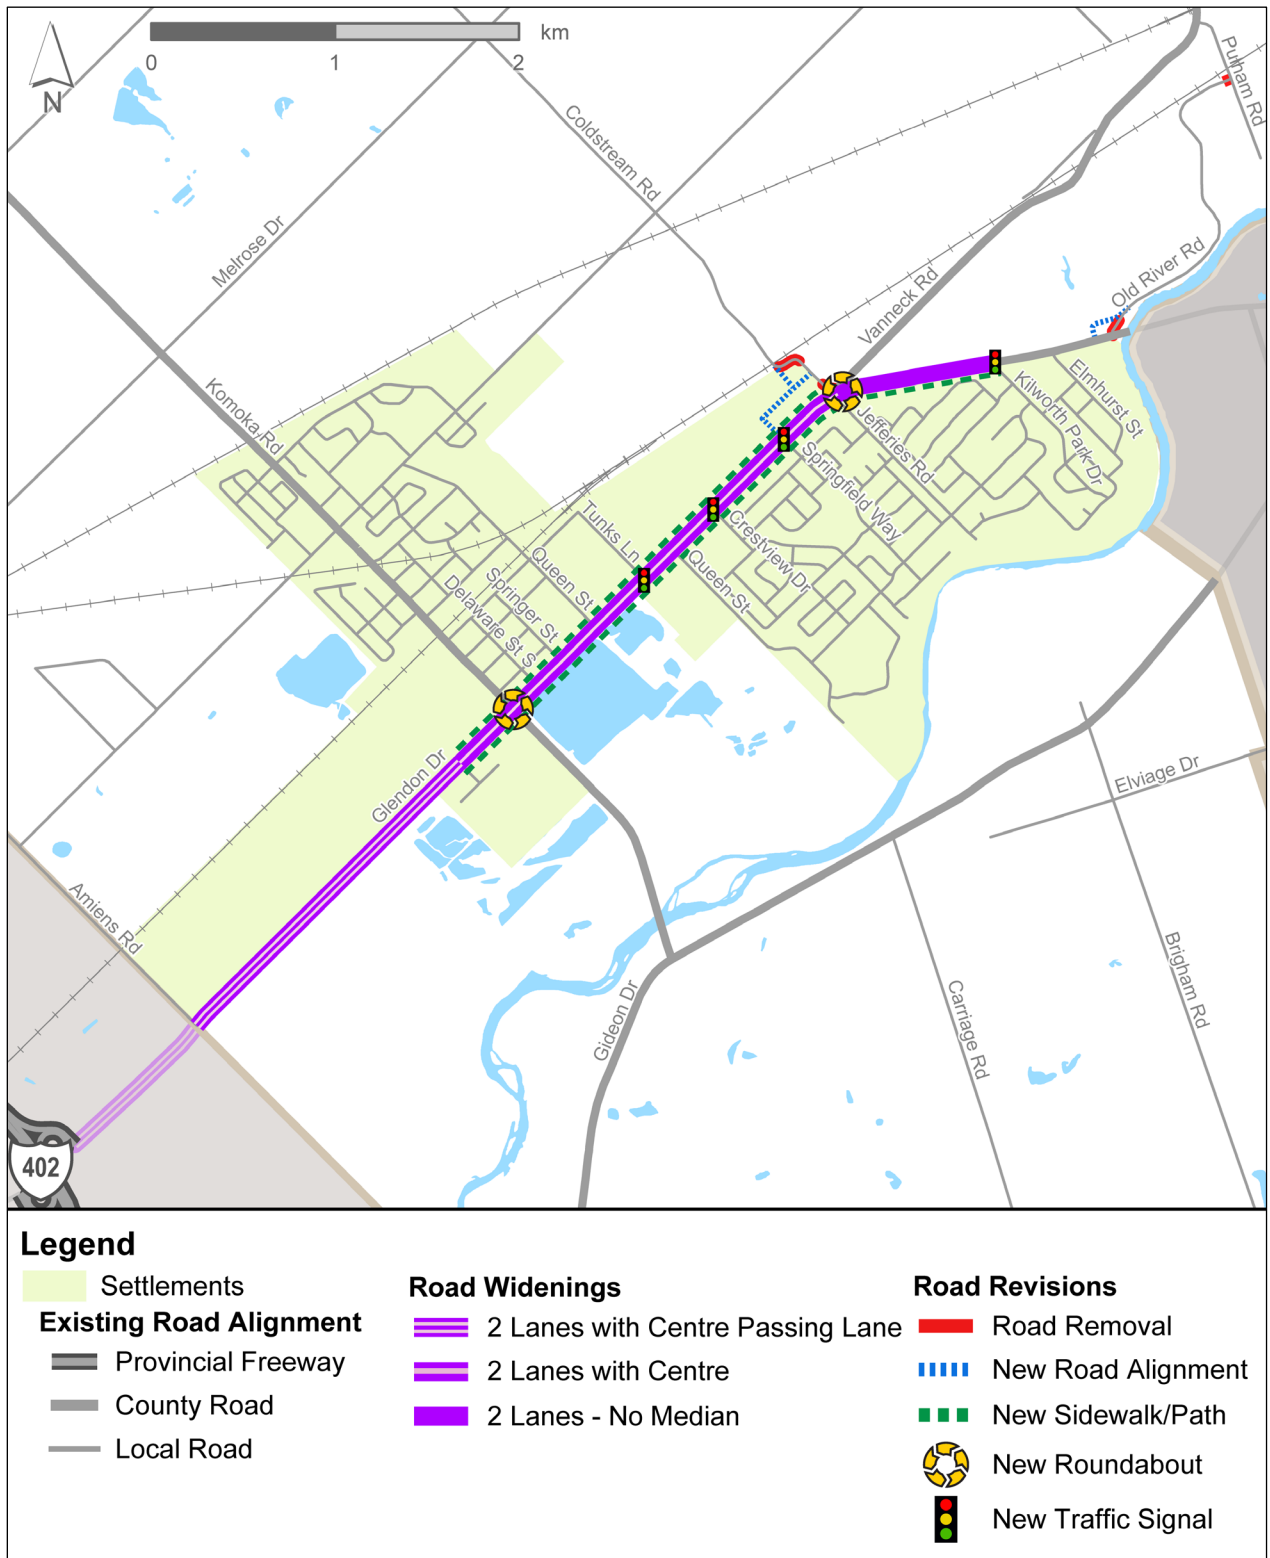 km
0 1 2
N
Pulham Rd
Coldstream Rd
Melrose Dr
Old River Rd
Vanneck Rd
Komoka Rd
Elmhurst St
Kilworth Park Dr
Jefferies Rd
Springfield Way
Crestview Dr
Tunks Ln
Queen St
Queen St
Springer St
Delaware St S
Glendon Dr
Elviage Dr
Amiens Rd
Gideon Dr
Carriage Rd
Brigham Rd
402
Legend
Settlements
Existing Road Alignment
Provincial Freeway
County Road
Local Road
Road Widenings
2 Lanes with Centre Passing Lane
2 Lanes with Centre
2 Lanes - No Median
Road Revisions
Road Removal
New Road Alignment
New Sidewalk/Path
New Roundabout
New Traffic Signal